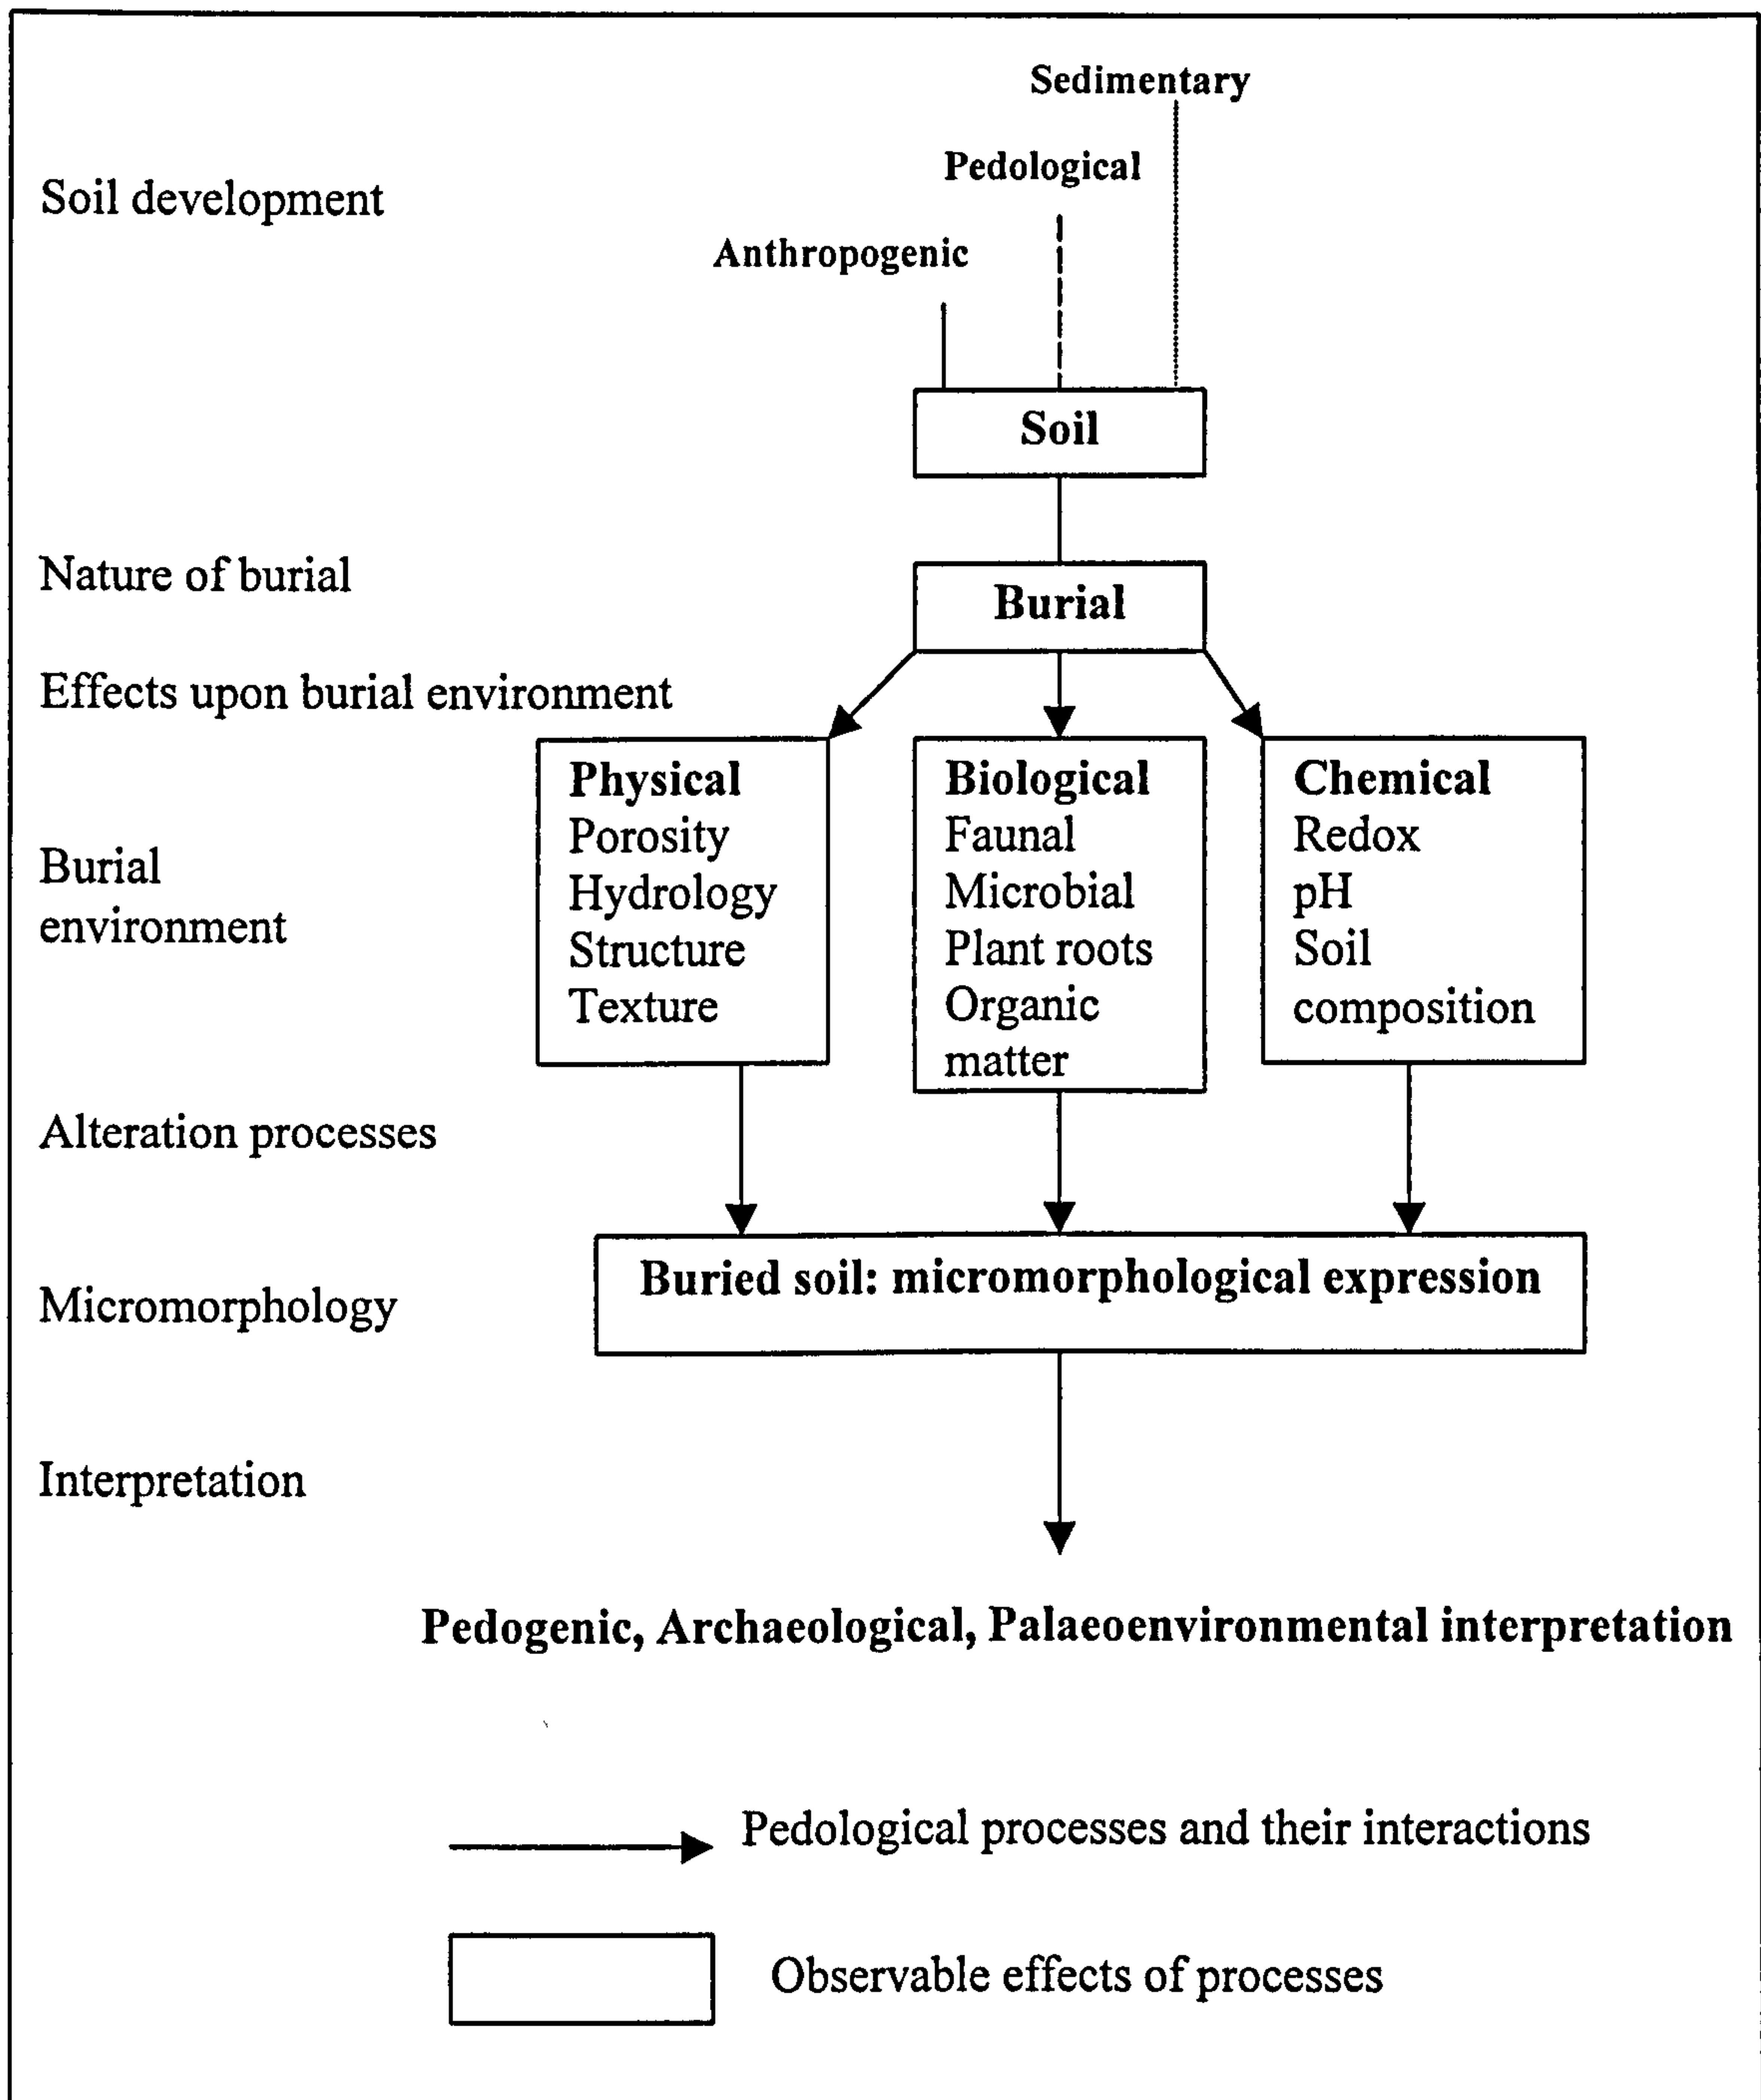 Sedimentary
Pedological
Soil development
Anthropogenic
Soil
Nature of burial
Burial
Effects upon burial environment
Physical
Porosity
Hydrology
Structure
Texture
Biological
Faunal
Microbial
Plant roots
Organic
matter
Chemical
Redox
pH
Soil
composition
Burial
environment
Alteration processes
Buried soil: micromorphological expression
Micromorphology
Interpretation
Pedogenic, Archaeological, Palaeoenvironmental interpretation
Pedological processes and their interactions
Observable effects of processes